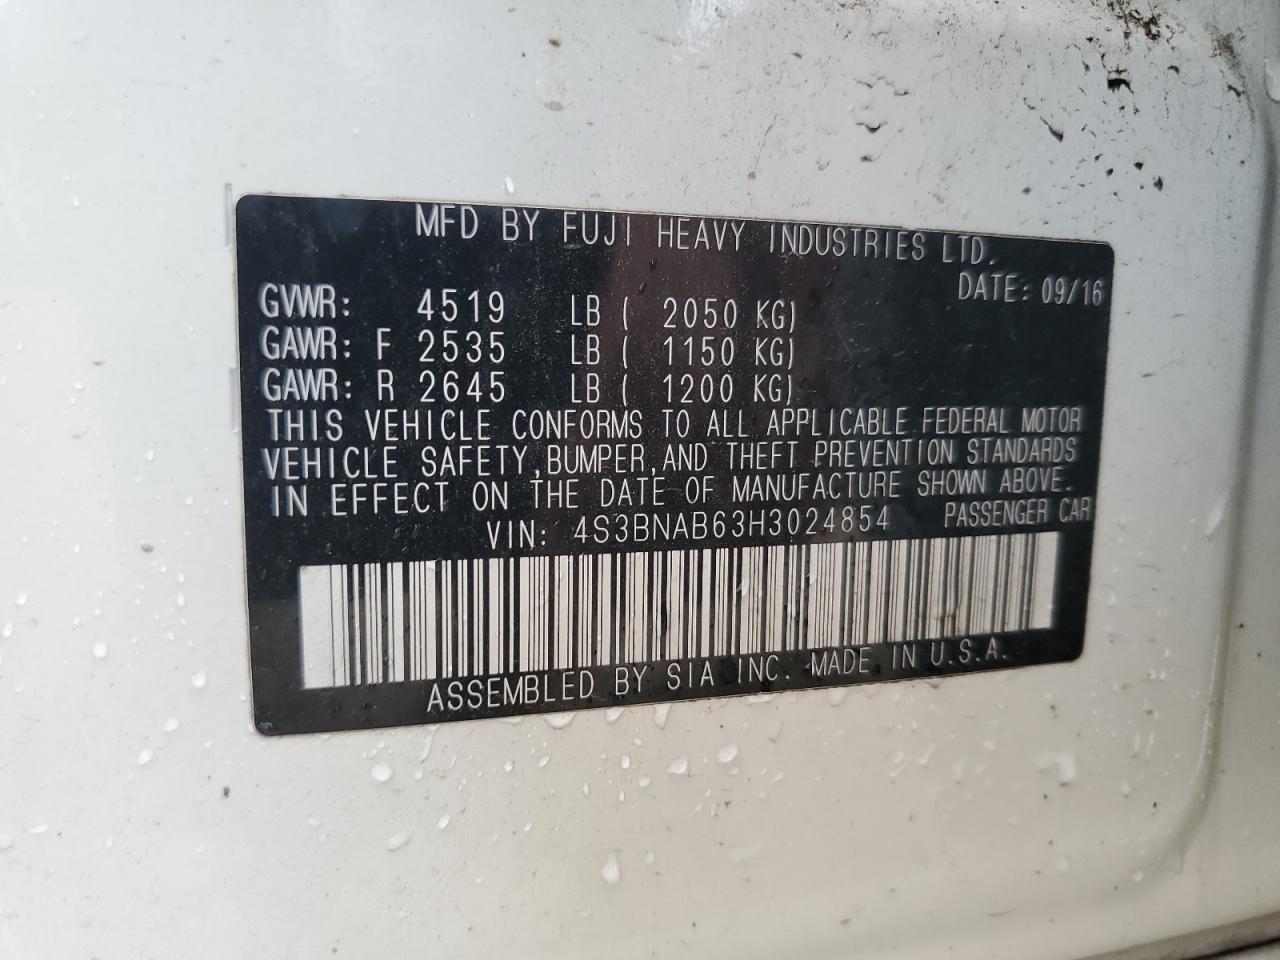 MFD BY FUJI HEAVY INDUSTRIES LTD.
DATE: 09/16
GVWR: 4519 LB ( 2050 KG)
GAWR: F 2535 LB ( 1150 KG)
GAWR: R 2645 LB ( 1200 KG)
THIS VEHICLE CONFORMS TO ALL APPLICABLE FEDERAL MOTOR
VEHICLE SAFETY, BUMPER, AND THEFT PREVENTION STANDARDS
IN EFFECT ON THE DATE OF MANUFACTURE SHOWN ABOVE.
VIN: 4S3BNAB63H3024854 PASSENGER CAR
ASSEMBLED BY SIA INC. MADE IN U.S.A.